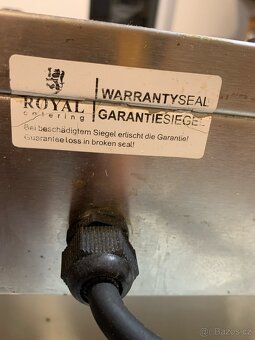 ROYAL
catering
WARRANTYSEAL
GARANTIESIEGEL
Bei beschädigtem Siegel erlischt die Garantie!
Guarantee loss in broken seal!
Bazos.cz